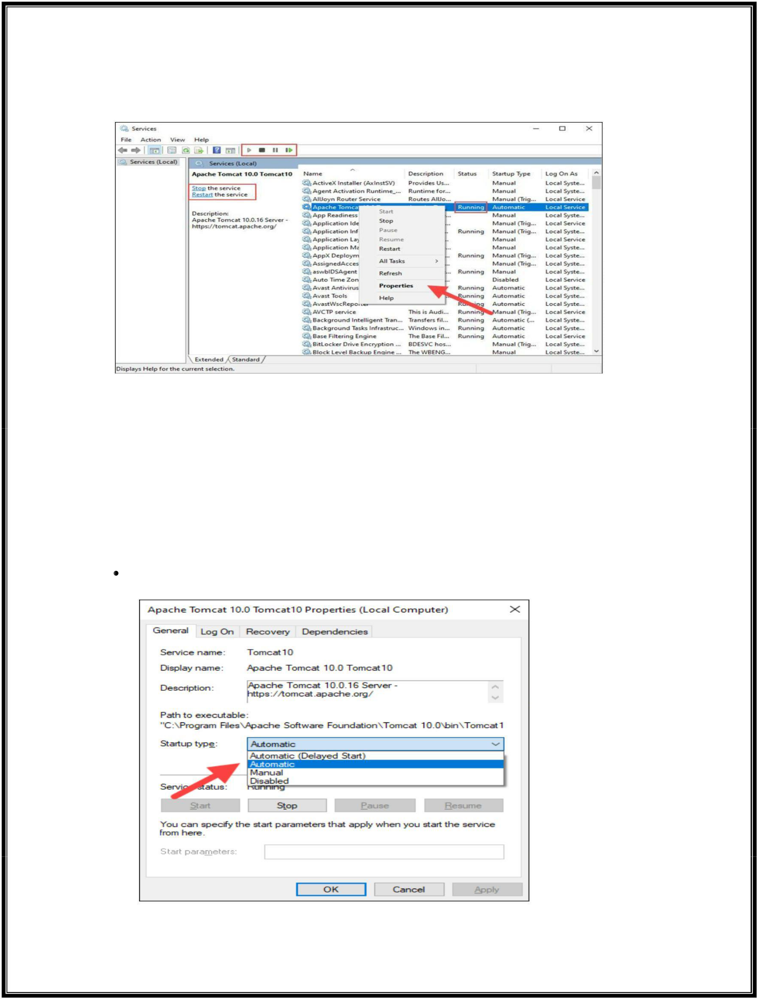 Services
File Action View Help
Services (Local)
Services (Local)
Apache Tomcat 10.0 Tomcat10
Stop the service
Restart the service
Description:
Apache Tomcat 10.0.16 Server -
https://tomcat.apache.org/
Name Description Status Startup Type Log On As
ActiveX Installer (AxInstSV) Provides Us... Manual Local Syste...
Agent Activation Runtime_... Runtime for... Manual Local Syste...
AllJoyn Router Service Routes AllJo... Manual (Trig... Local Service
Apache Tomcat Running Automatic Local Service
App Readiness Manual Local Syste...
Application Ide Manual (Trig... Local Service
Application Inf Running Manual (Trig... Local Syste...
Application Lay Manual Local Service
Application Ma Manual Local Syste...
AppX Deploym Running Manual (Trig... Local Syste...
AssignedAcces Manual (Trig... Local Syste...
aswbIDSAgent Running Manual Local Syste...
Auto Time Zon Disabled Local Service
Avast Antivirus Running Automatic Local Syste...
Avast Tools Running Automatic Local Syste...
AvastWscReporter Running Automatic Local Syste...
AVCTP service This is Audi... Running Manual (Trig... Local Service
Background Intelligent Tran... Transfers fil... Running Automatic (... Local Syste...
Background Tasks Infrastruc... Windows in... Running Automatic Local Syste...
Base Filtering Engine The Base Fil... Running Automatic Local Service
BitLocker Drive Encryption ... BDESVC hos... Manual (Trig... Local Syste...
Block Level Backup Engine ... The WBENG... Manual Local Syste...
Start
Stop
Pause
Resume
Restart
All Tasks
Refresh
Properties
Help
Extended Standard
Displays Help for the current selection.
Apache Tomcat 10.0 Tomcat10 Properties (Local Computer)
General Log On Recovery Dependencies
Service name: Tomcat10
Display name: Apache Tomcat 10.0 Tomcat10
Description: Apache Tomcat 10.0.16 Server -
https://tomcat.apache.org/
Path to executable:
"C:\Program Files\Apache Software Foundation\Tomcat 10.0\bin\Tomcat1
Startup type: Automatic
Automatic (Delayed Start)
Automatic
Manual
Disabled
Service status: Running
Start Stop Pause Resume
You can specify the start parameters that apply when you start the service
from here.
Start parameters:
OK Cancel Apply